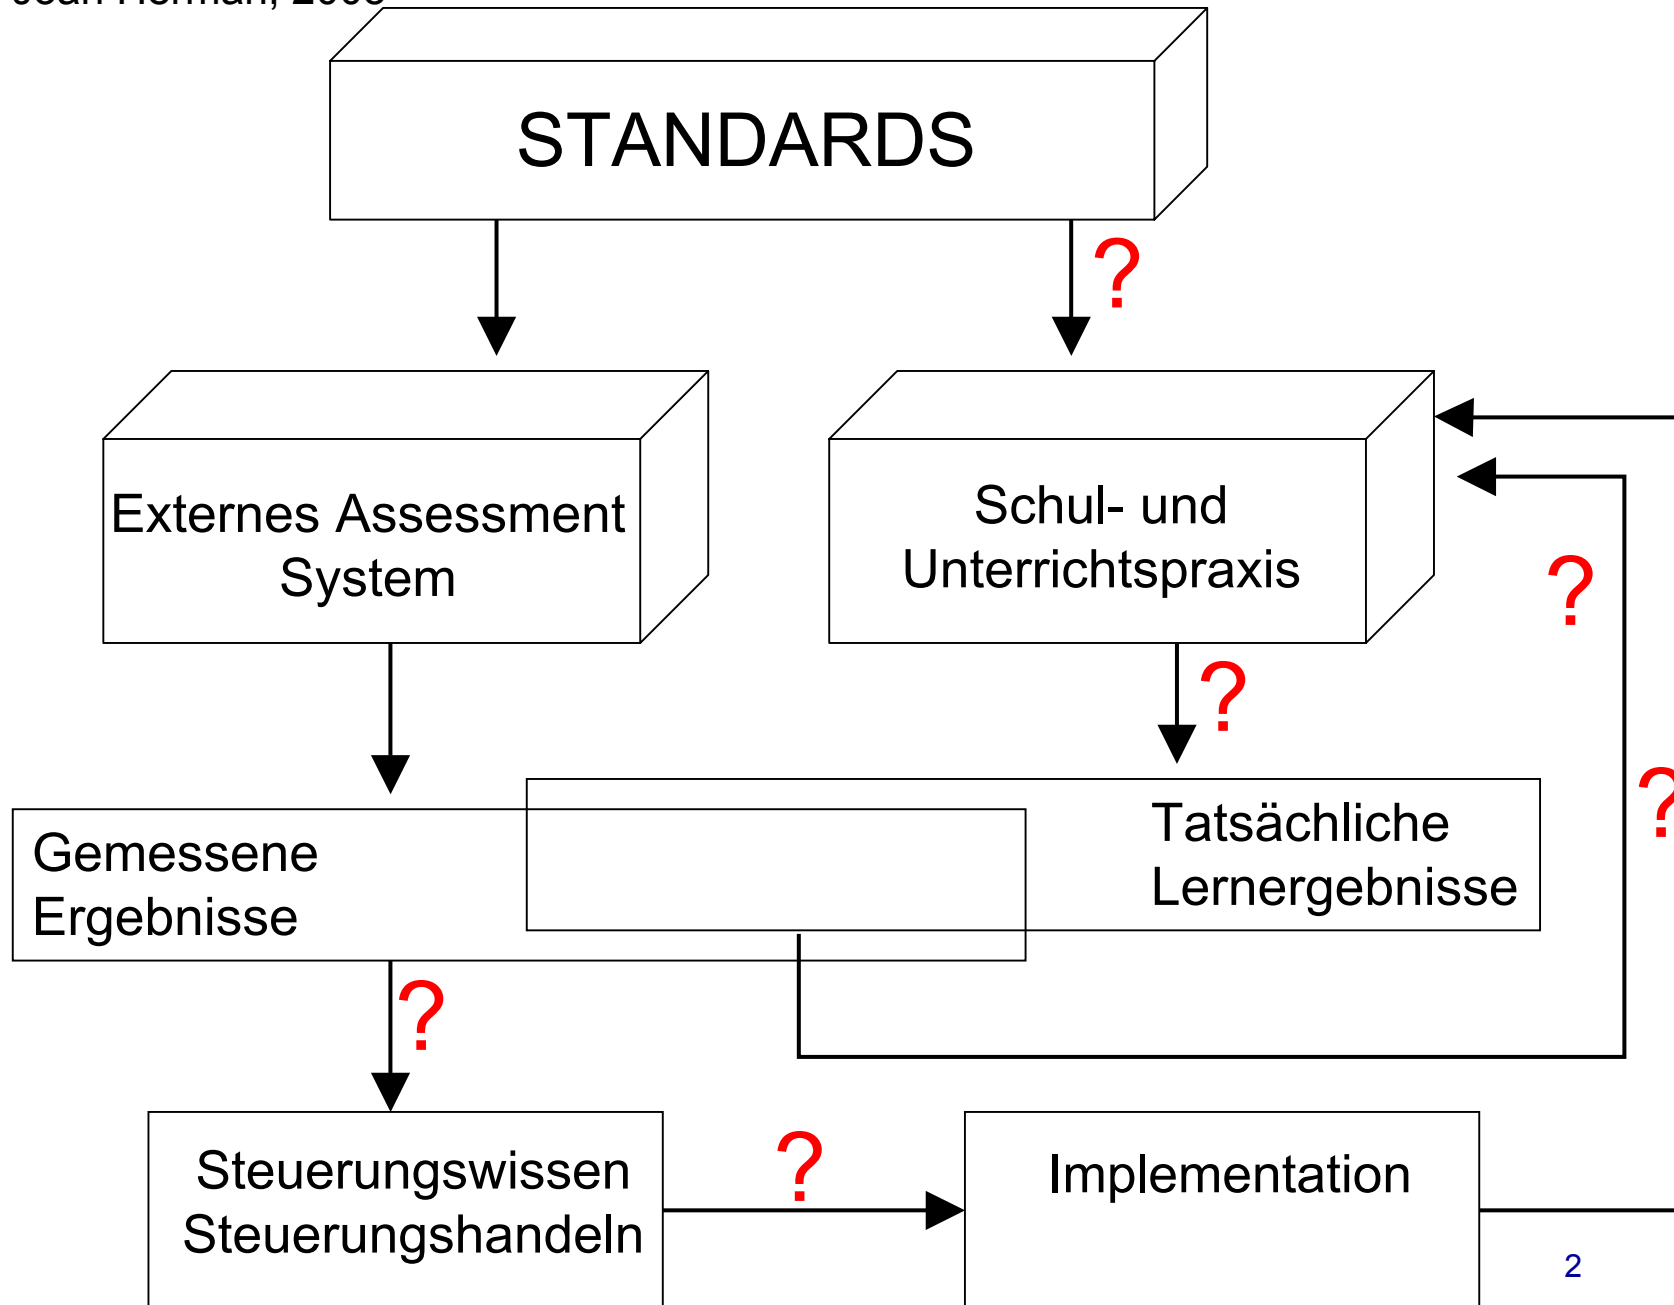 STANDARDS
?
Externes Assessment
System
Schul- und
Unterrichtspraxis
?
?
?
Gemessene
Ergebnisse
Tatsächliche
Lernergebnisse
?
?
Steuerungswissen
Steuerungshandeln
Implementation
2